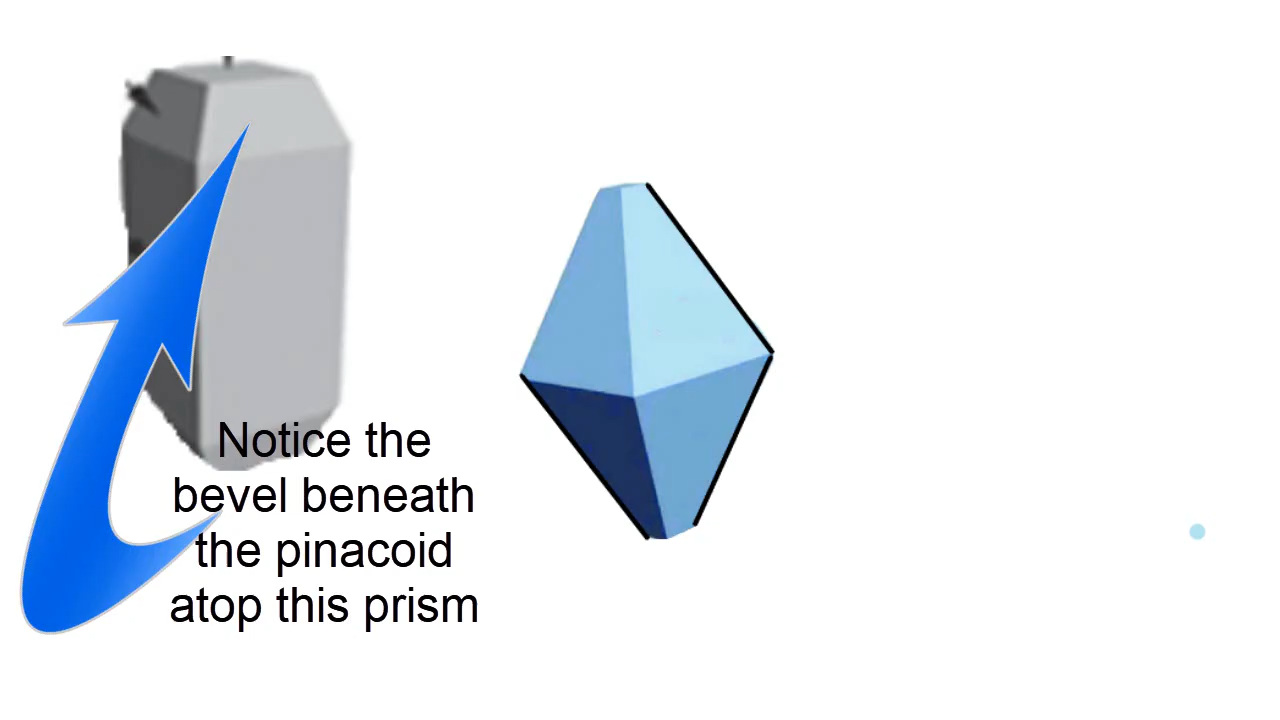 Notice the
bevel beneath
the pinacoid
atop this prism